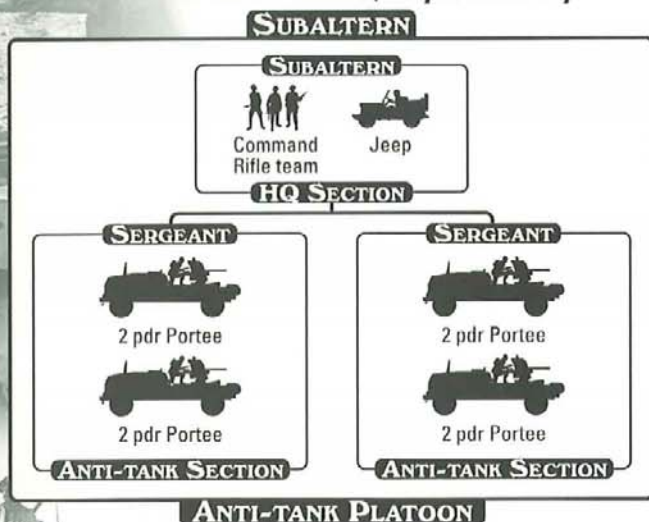 SUBALTERN
SUBALTERN
Command
Rifle team
Jeep
HQ SECTION
SERGEANT
2 pdr Portee
2 pdr Portee
ANTI-TANK SECTION
SERGEANT
2 pdr Portee
2 pdr Portee
ANTI-TANK SECTION
ANTI-TANK PLATOON